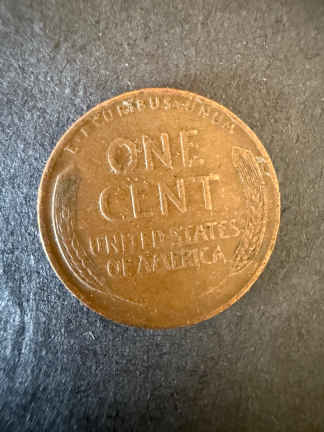 E·PLURIBUS·UNUM
ONE
CENT
UNITED STATES
OF AMERICA